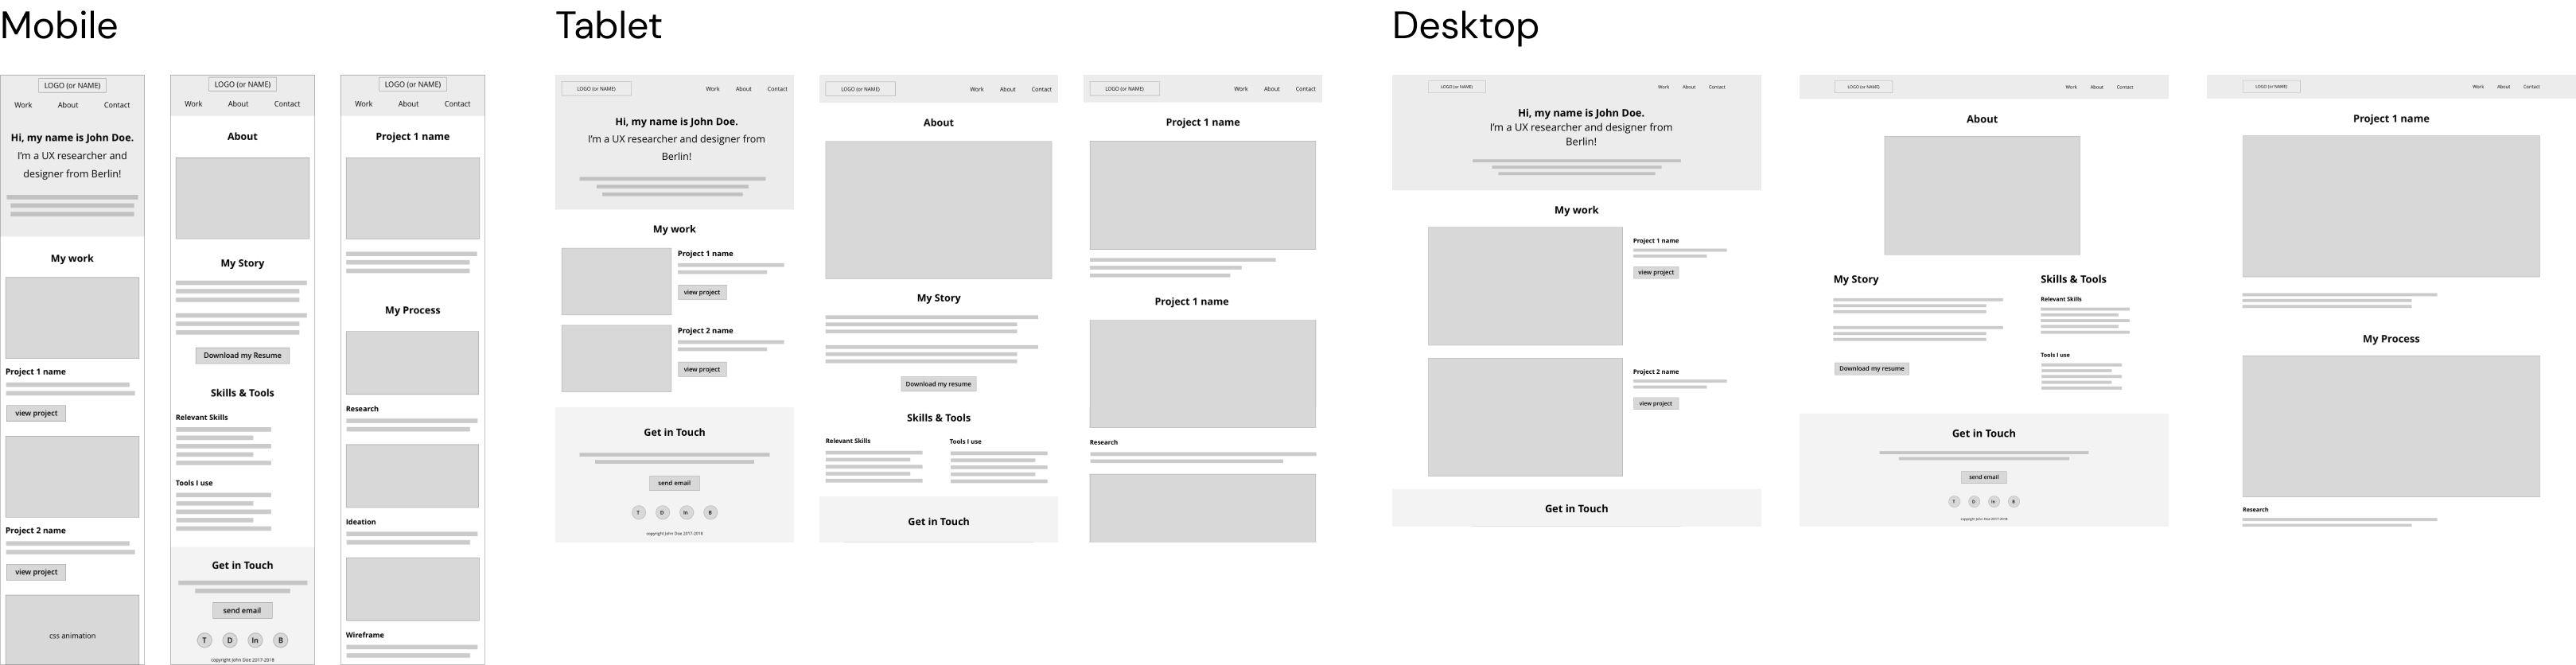 Mobile
LOGO (or NAME)
Work About Contact
Hi, my name is John Doe.
I'm a UX researcher and
designer from Berlin!
My work
Project 1 name
view project
Project 2 name
view project
css animation
LOGO (or NAME)
Work About Contact
About
My Story
Download my Resume
Skills & Tools
Relevant Skills
Tools I use
Get in Touch
send email
T D In B
copyright John Doe 2017-2018
LOGO (or NAME)
Work About Contact
Project 1 name
My Process
Research
Ideation
Wireframe
Tablet
LOGO (or NAME)
Work About Contact
Hi, my name is John Doe.
I'm a UX researcher and designer from
Berlin!
My work
Project 1 name
view project
Project 2 name
view project
Get in Touch
send email
T D In B
copyright John Doe 2017-2018
LOGO (or NAME)
Work About Contact
About
My Story
Download my resume
Skills & Tools
Relevant Skills Tools I use
Get in Touch
LOGO (or NAME)
Work About Contact
Project 1 name
Project 1 name
Research
Desktop
LOGO (or NAME)
Work About Contact
Hi, my name is John Doe.
I'm a UX researcher and designer from
Berlin!
My work
Project 1 name
view project
Project 2 name
view project
Get in Touch
LOGO (or NAME)
Work About Contact
About
My Story
Download my resume
Skills & Tools
Relevant Skills
Tools I use
Get in Touch
send email
T D In B
copyright John Doe 2017-2018
LOGO (or NAME)
Work About Contact
Project 1 name
My Process
Research